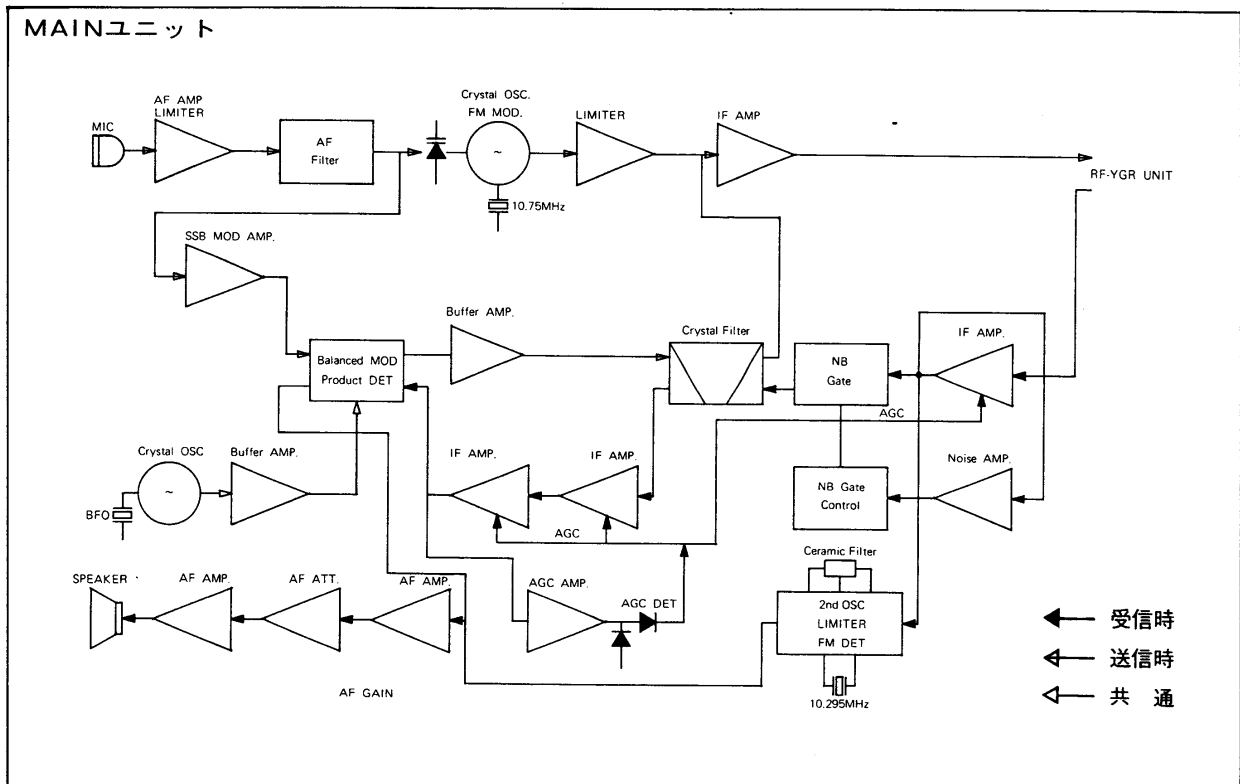 MAINユニット
AF AMP
LIMITER
MIC
AF
Filter
Crystal OSC.
FM MOD.
~
10.75MHz
LIMITER
IF AMP
RF-YGR UNIT
SSB MOD AMP.
Buffer AMP.
Balanced MOD
Product DET
Crystal Filter
NB
Gate
IF AMP.
AGC
Crystal OSC
~
BFO
Buffer AMP.
IF AMP.
IF AMP.
AGC
NB Gate
Control
Noise AMP.
SPEAKER
AF AMP.
AF ATT.
AF AMP.
AGC AMP.
AGC DET
Ceramic Filter
2nd OSC
LIMITER
FM DET
10.295MHz
AF GAIN
受信時
送信時
共通